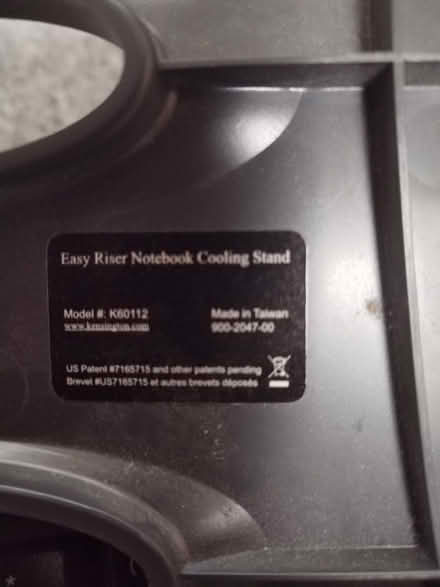 Easy Riser Notebook Cooling Stand
Model #: K60112
Made in Taiwan
www.kensington.com
900-2047-00
US Patent #7165715 and other patents pending
Brevet #US7165715 et autres brevets déposés